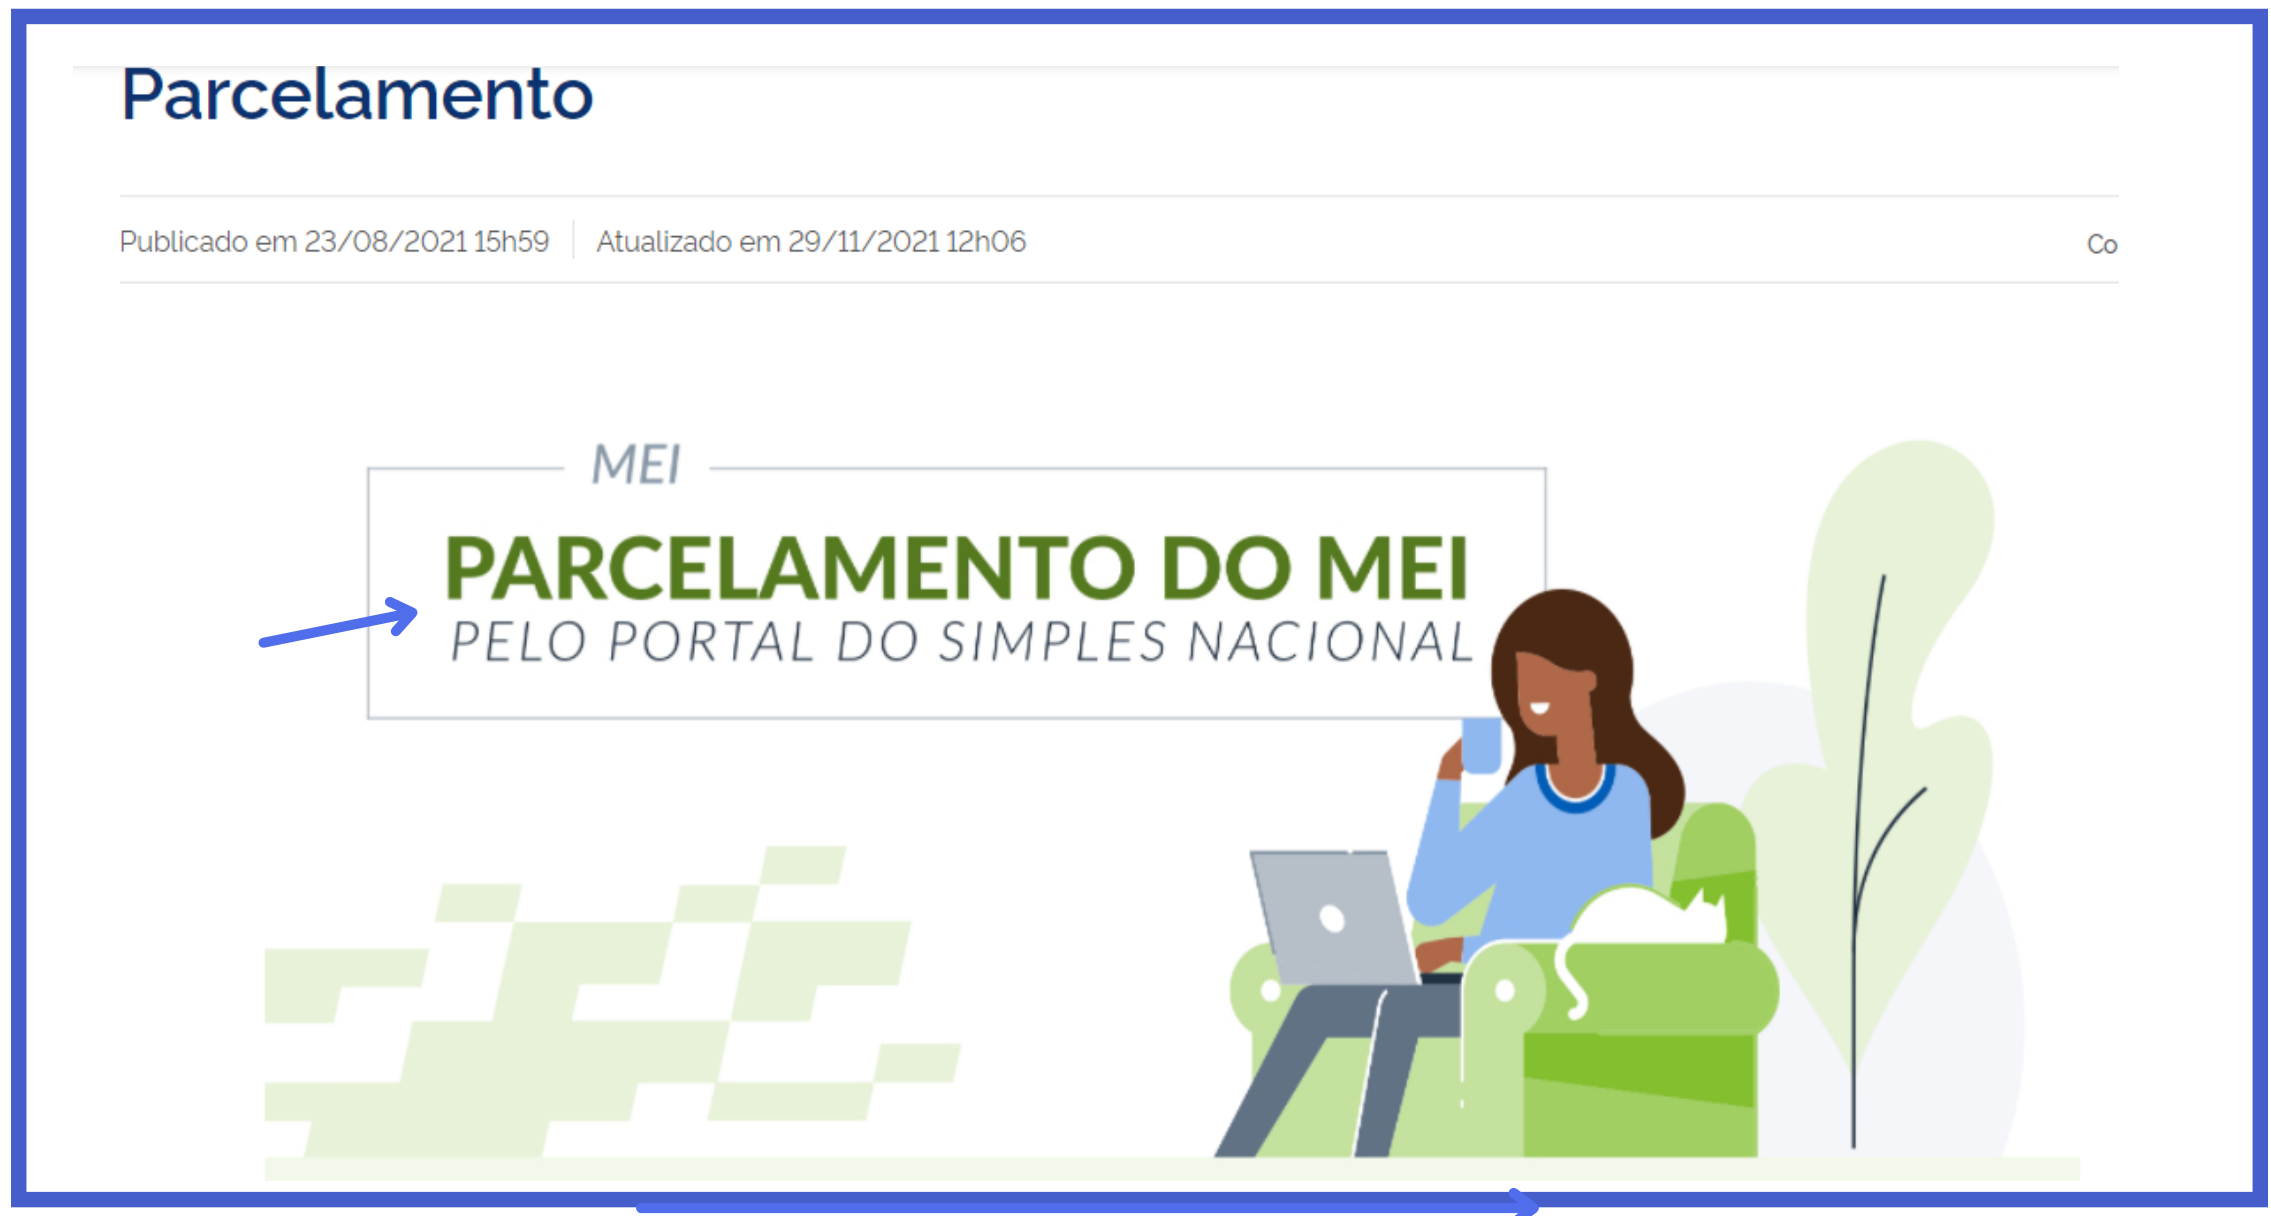 Parcelamento
Publicado em 23/08/2021 15h59 Atualizado em 29/11/2021 12h06 Co
MEI
PARCELAMENTO DO MEI
PELO PORTAL DO SIMPLES NACIONAL